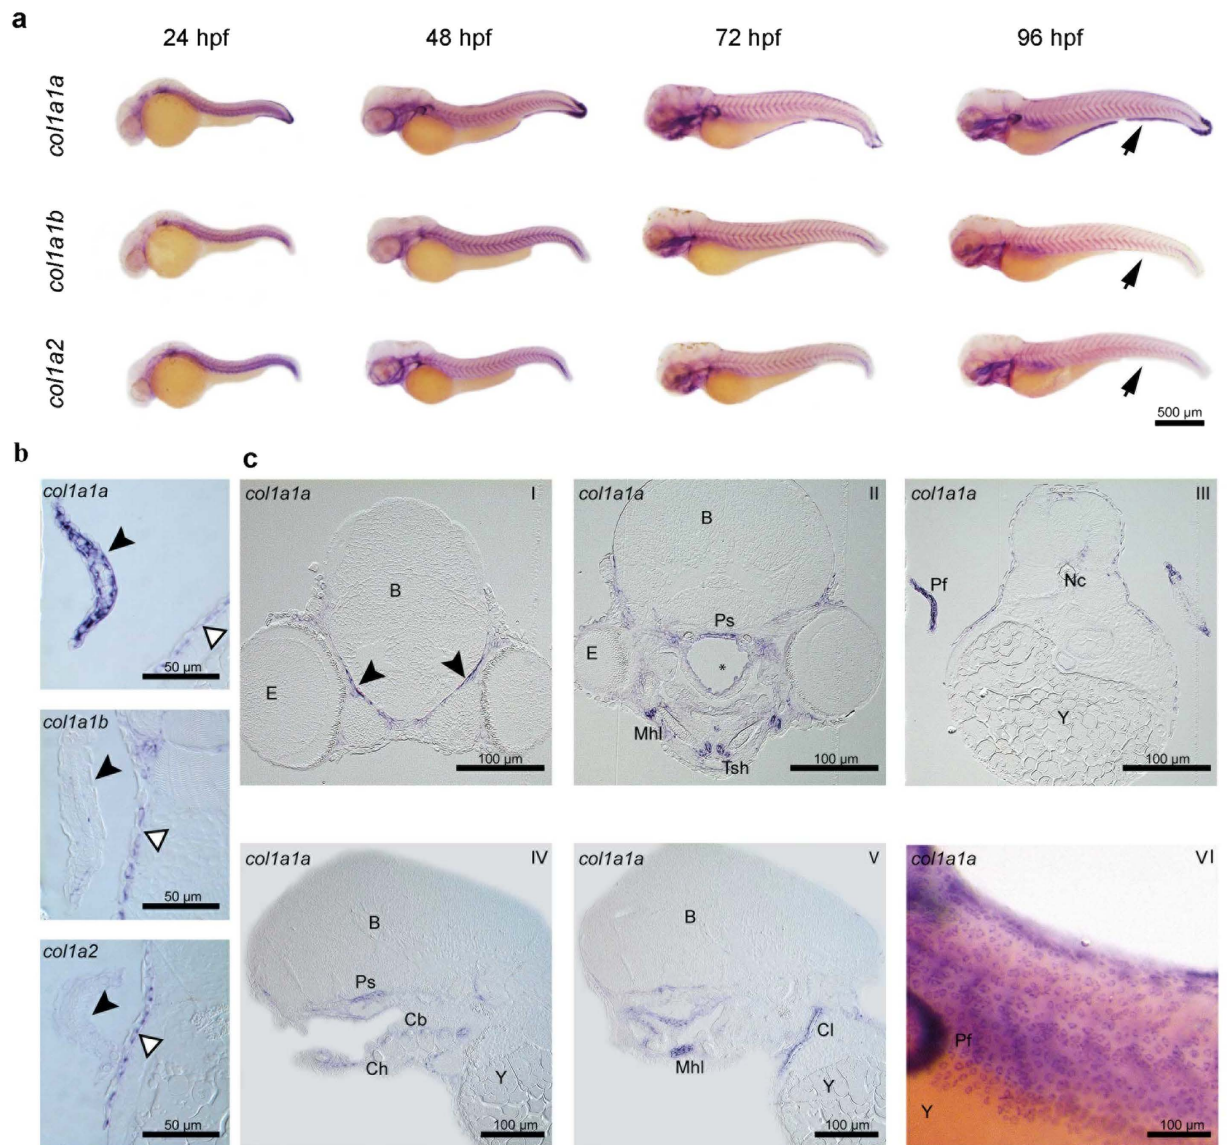 a
24 hpf 48 hpf 72 hpf 96 hpf
col1a1a
col1a1b
col1a2
500 µm
b
col1a1a
50 µm
col1a1b
50 µm
col1a2
50 µm
c
col1a1a I
B
E
100 µm
col1a1a II
B
Ps
E
*
Mhl
Tsh
100 µm
col1a1a III
Pf
Nc
Y
100 µm
col1a1a IV
B
Ps
Cb
Ch
Y
100 µm
col1a1a V
B
Cl
Mhl
Y
100 µm
col1a1a VI
Pf
Y
100 µm